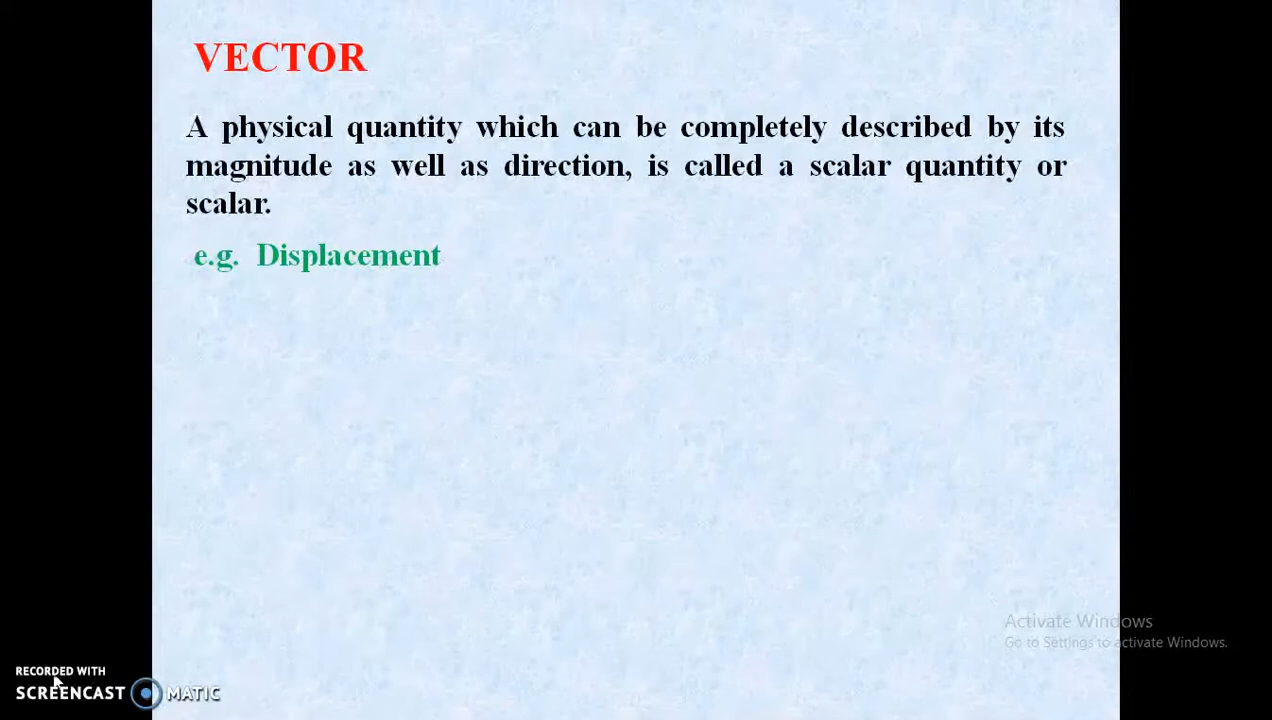 VECTOR
A physical quantity which can be completely described by its
magnitude as well as direction, is called a scalar quantity or
scalar.
e.g. Displacement
Activate Windows
Go to Settings to activate Windows.
RECORDED WITH
SCREENCAST MATIC